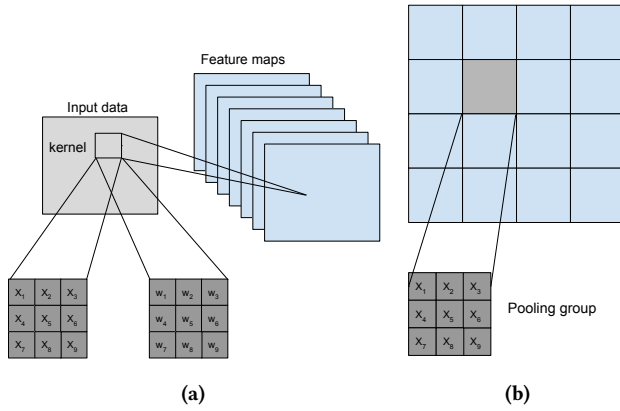 Feature maps
Input data
kernel
X₁ X₂ X₃
X₄ X₅ X₆
X₇ X₈ X₉
w₁ w₂ w₃
w₄ w₅ w₆
w₇ w₈ w₉
(a)
X₁ X₂ X₃
X₄ X₅ X₆
X₇ X₈ X₉
Pooling group
(b)